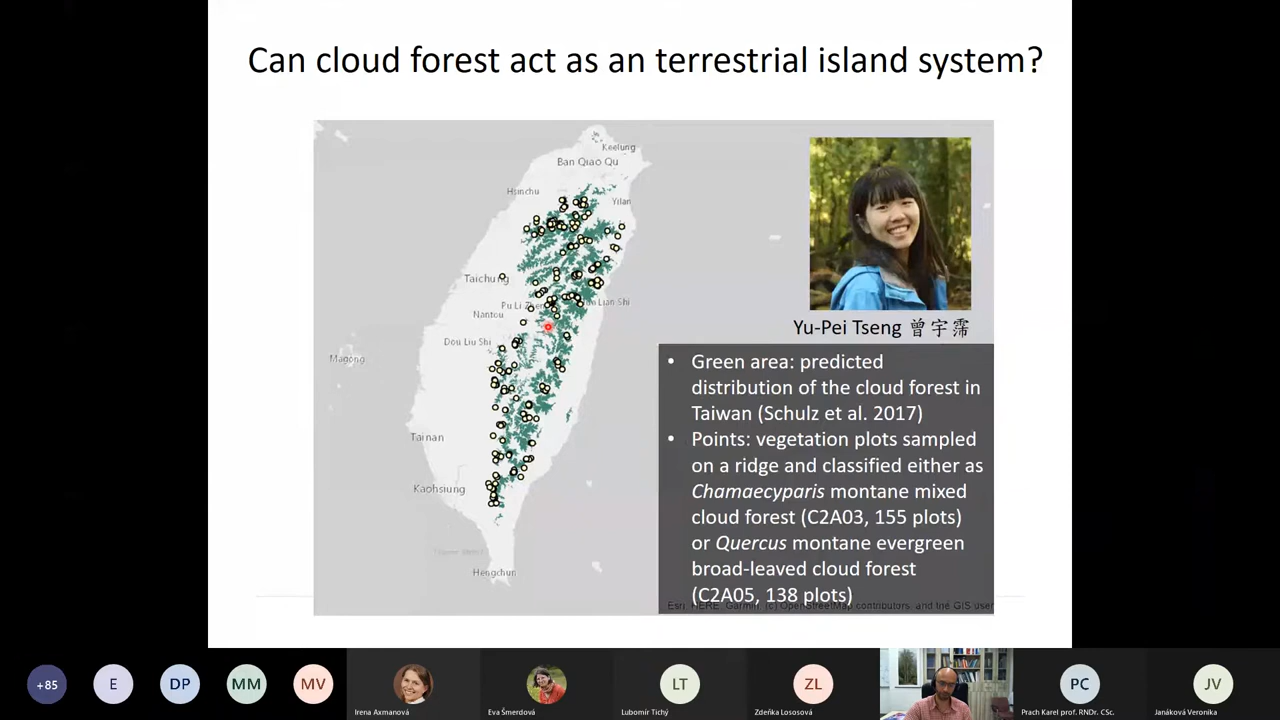 Can cloud forest act as an terrestrial island system?
Keelung
Ban Qiao Qu
Hsinchu
Yilan
Taichung
Pu Li Zhen
Hua Lian Shi
Nantou
Dou Liu Shi
Magong
Tainan
Kaohsiung
Hengchun
Yu-Pei Tseng 曾宇霈
• Green area: predicted
distribution of the cloud forest in
Taiwan (Schulz et al. 2017)
• Points: vegetation plots sampled
on a ridge and classified either as
Chamaecyparis montane mixed
cloud forest (C2A03, 155 plots)
or Quercus montane evergreen
broad-leaved cloud forest
(C2A05, 138 plots)
Esri, HERE, Garmin, (c) OpenStreetMap contributors, and the GIS user
+85
E
DP
MM
MV
LT
ZL
PC
JV
Irena Axmanová
Eva Šmerdová
Lubomír Tichý
Zdeňka Lososová
Prach Karel prof. RNDr. CSc.
Janáková Veronika